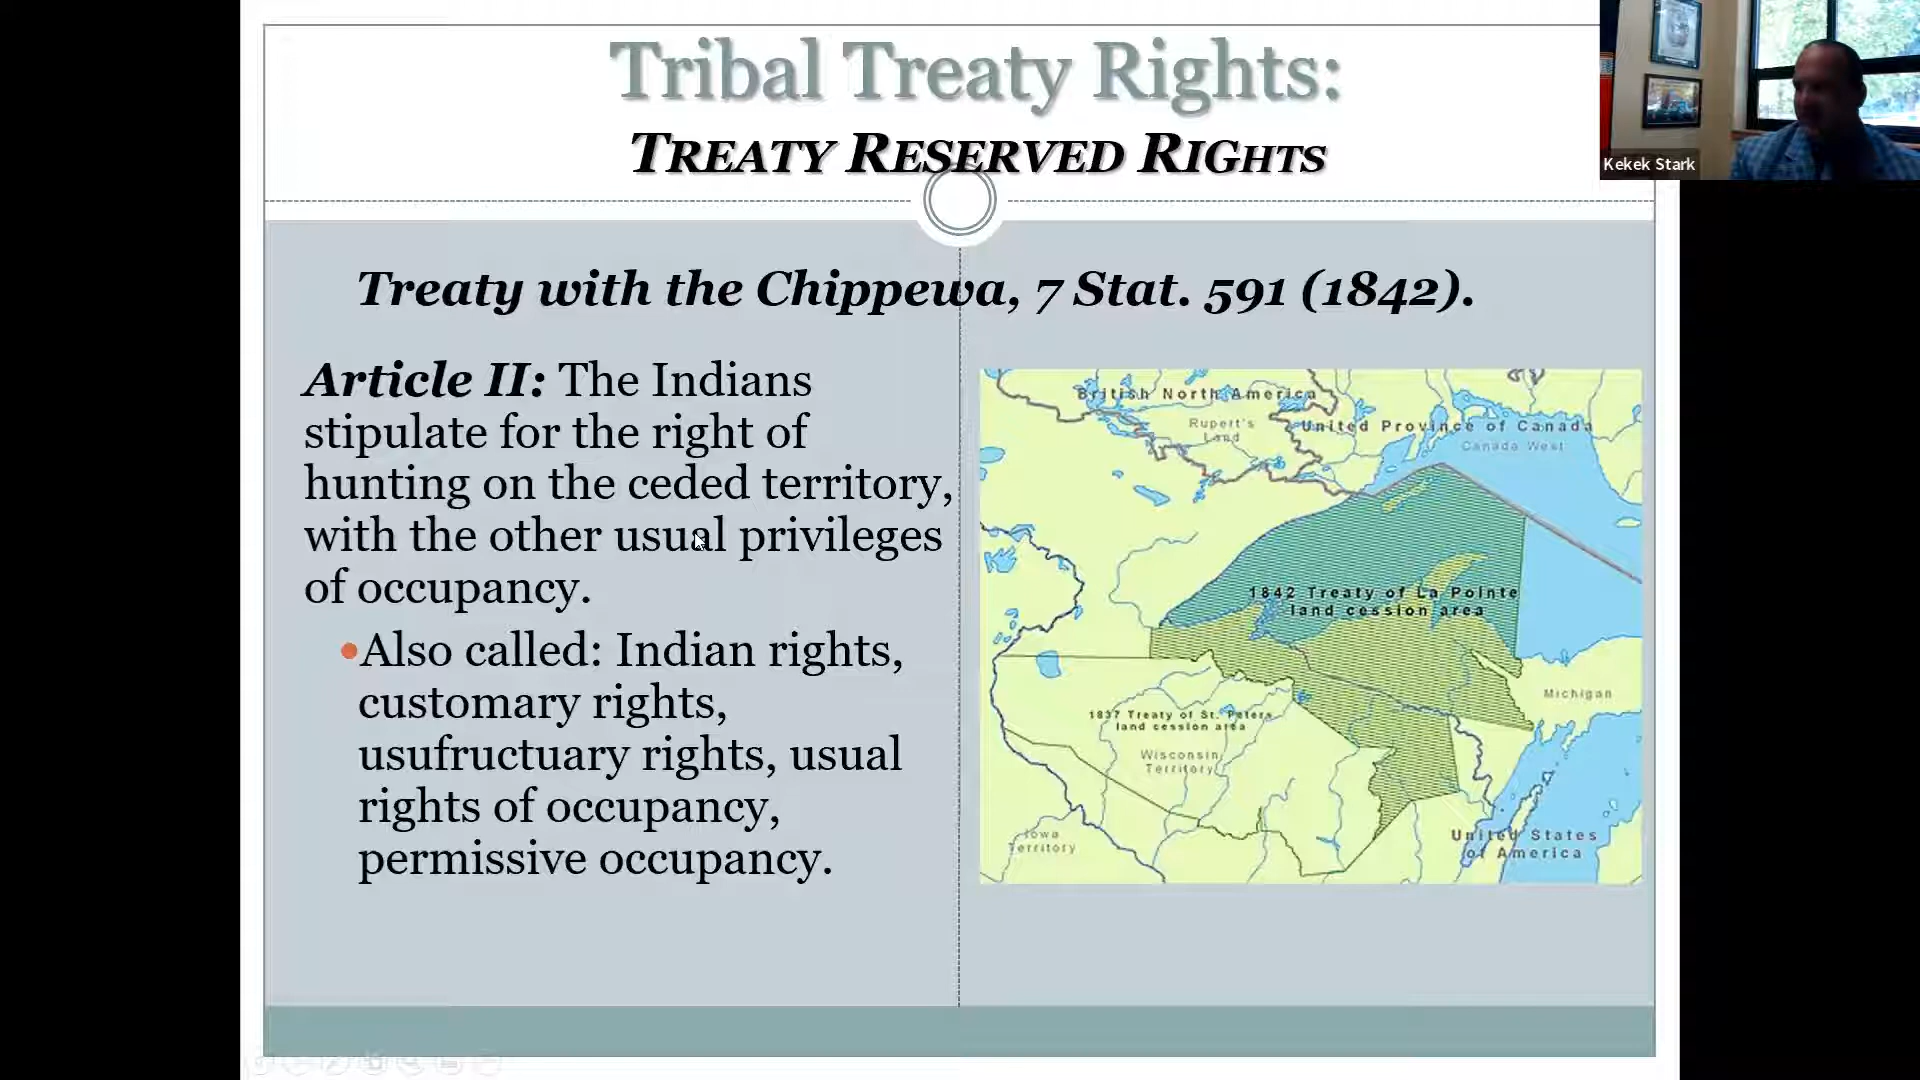 Tribal Treaty Rights:
TREATY RESERVED RIGHTS
Kekek Stark
Treaty with the Chippewa, 7 Stat. 591 (1842).
Article II: The Indians
stipulate for the right of
hunting on the ceded territory,
with the other usual privileges
of occupancy.
•Also called: Indian rights,
customary rights,
usufructuary rights, usual
rights of occupancy,
permissive occupancy.
British North America
Rupert's
Land
United Province of Canada
Canada West
1842 Treaty of La Pointe
land cession area
Michigan
1837 Treaty of St. Peters
land cession area
Wisconsin
Territory
Iowa
Territory
United States
of America